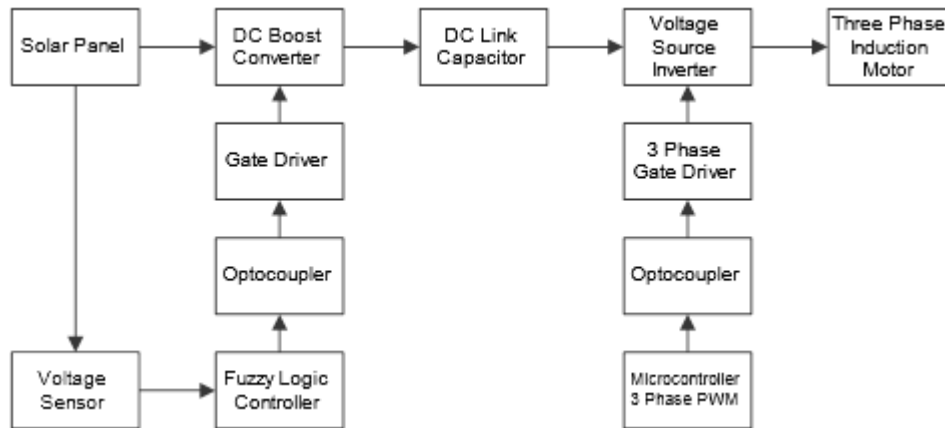 Solar Panel
DC Boost
Converter
DC Link
Capacitor
Voltage
Source
Inverter
Three Phase
Induction
Motor
Gate Driver
3 Phase
Gate Driver
Optocoupler
Optocoupler
Voltage
Sensor
Fuzzy Logic
Controller
Microcontroller
3 Phase PWM